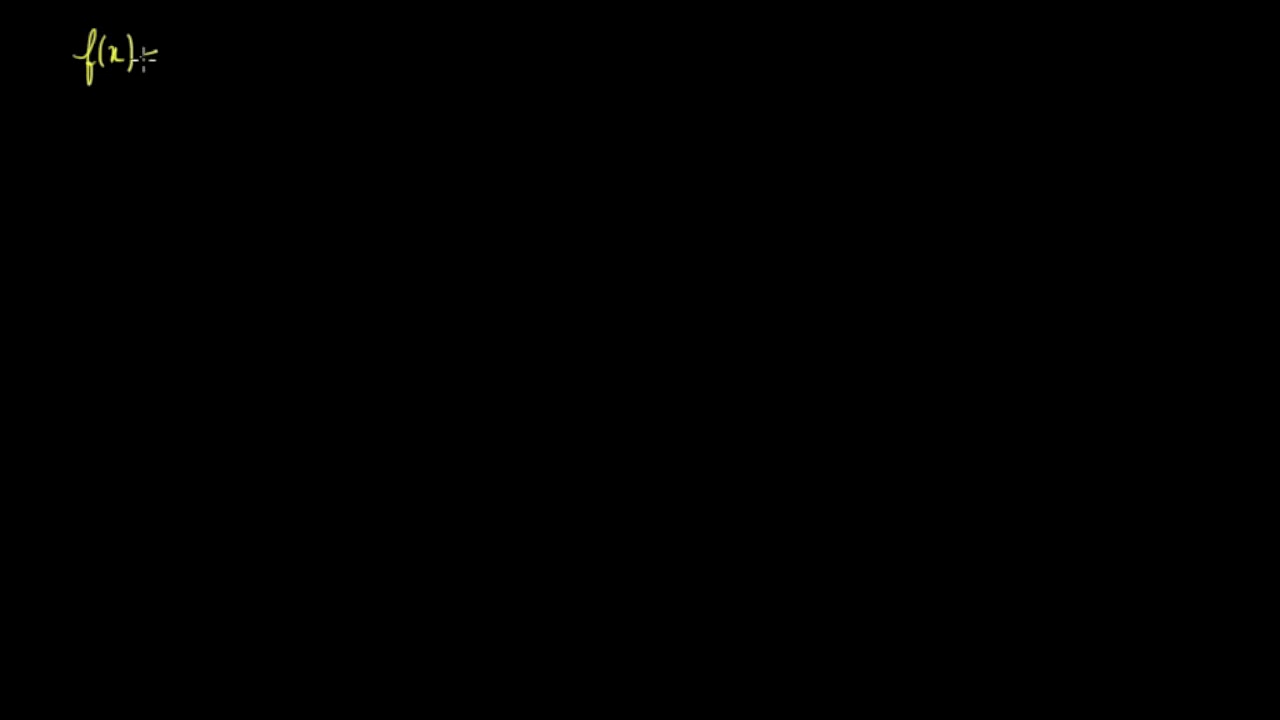 f(x) =